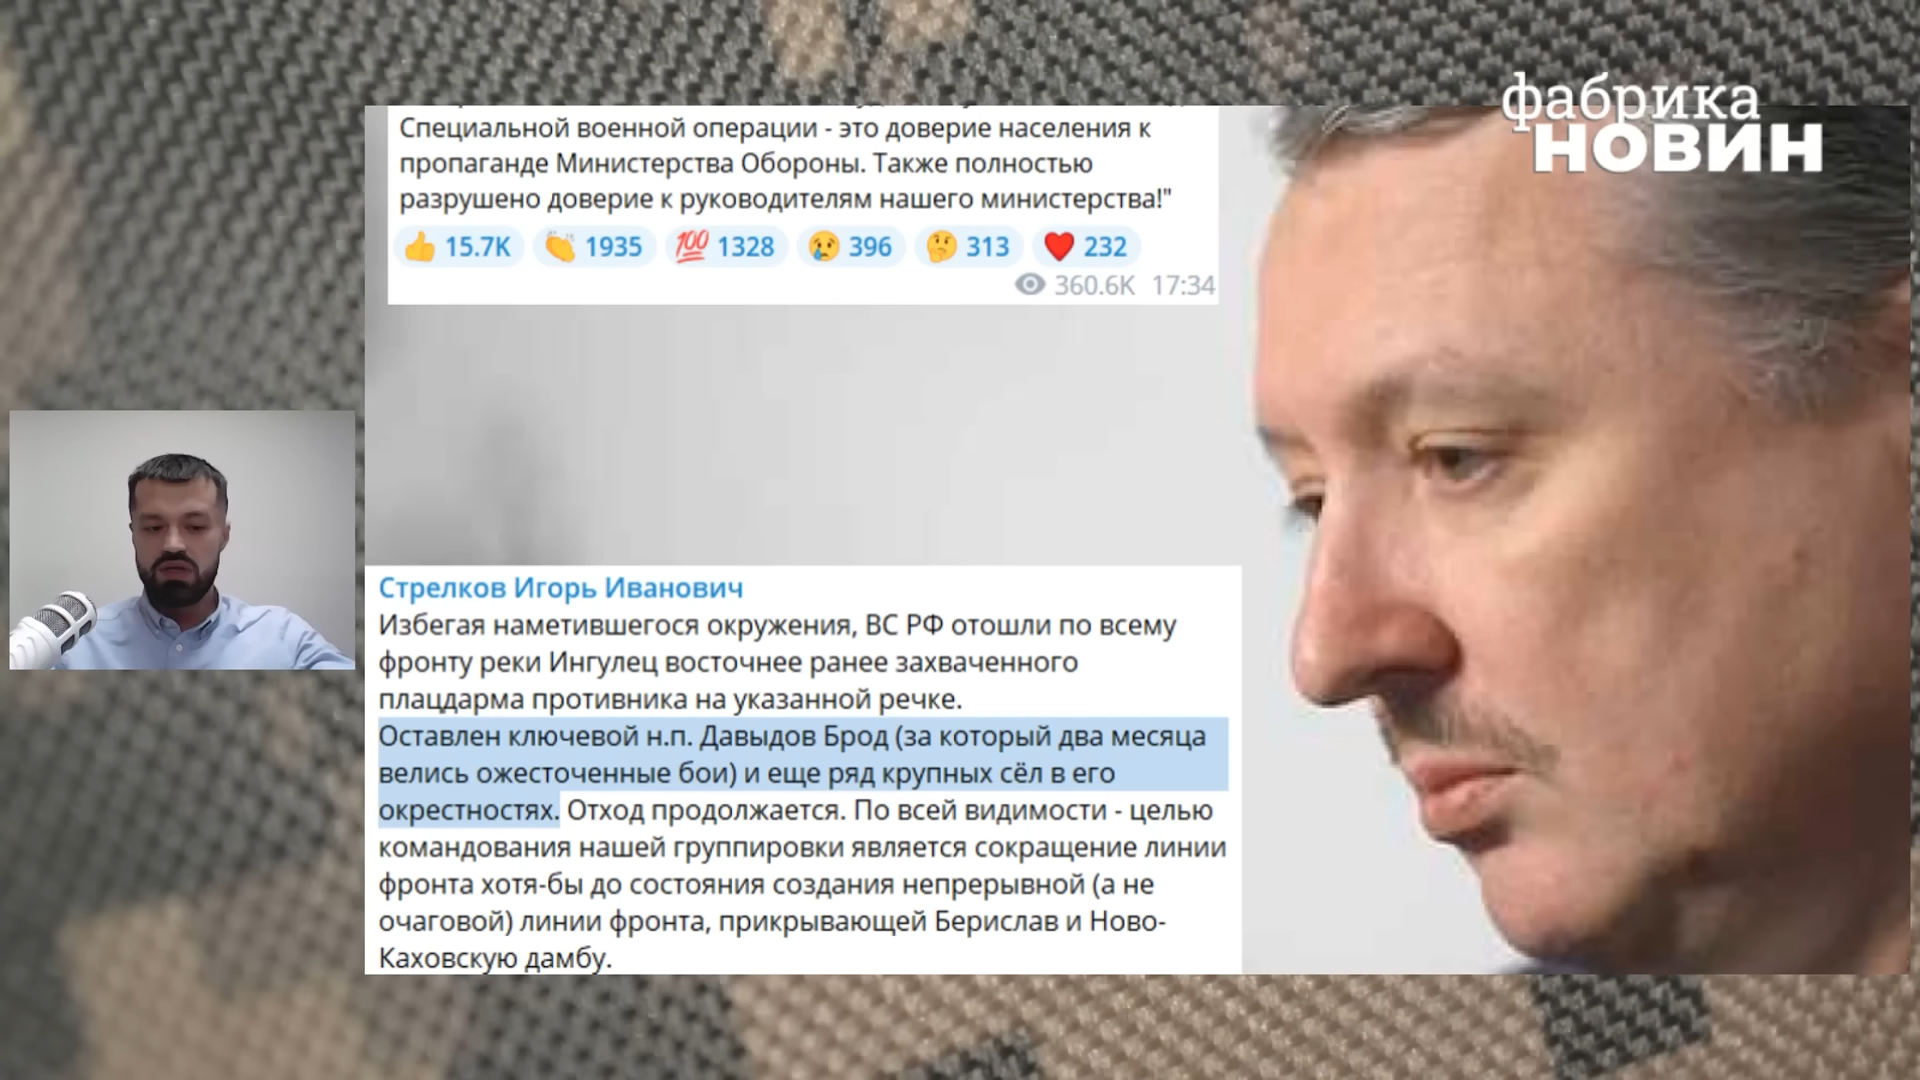 фабрика
новин
Специальной военной операции - это доверие населения к
пропаганде Министерства Обороны. Также полностью
разрушено доверие к руководителям нашего министерства!"
15.7K 1935 100 1328 396 313 232
360.6K 17:34
Стрелков Игорь Иванович
Избегая наметившегося окружения, ВС РФ отошли по всему
фронту реки Ингулец восточнее ранее захваченного
плацдарма противника на указанной речке.
Оставлен ключевой н.п. Давыдов Брод (за который два месяца
велись ожесточенные бои) и еще ряд крупных сёл в его
окрестностях. Отход продолжается. По всей видимости - целью
командования нашей группировки является сокращение линии
фронта хотя-бы до состояния создания непрерывной (а не
очаговой) линии фронта, прикрывающей Берислав и Ново-
Каховскую дамбу.